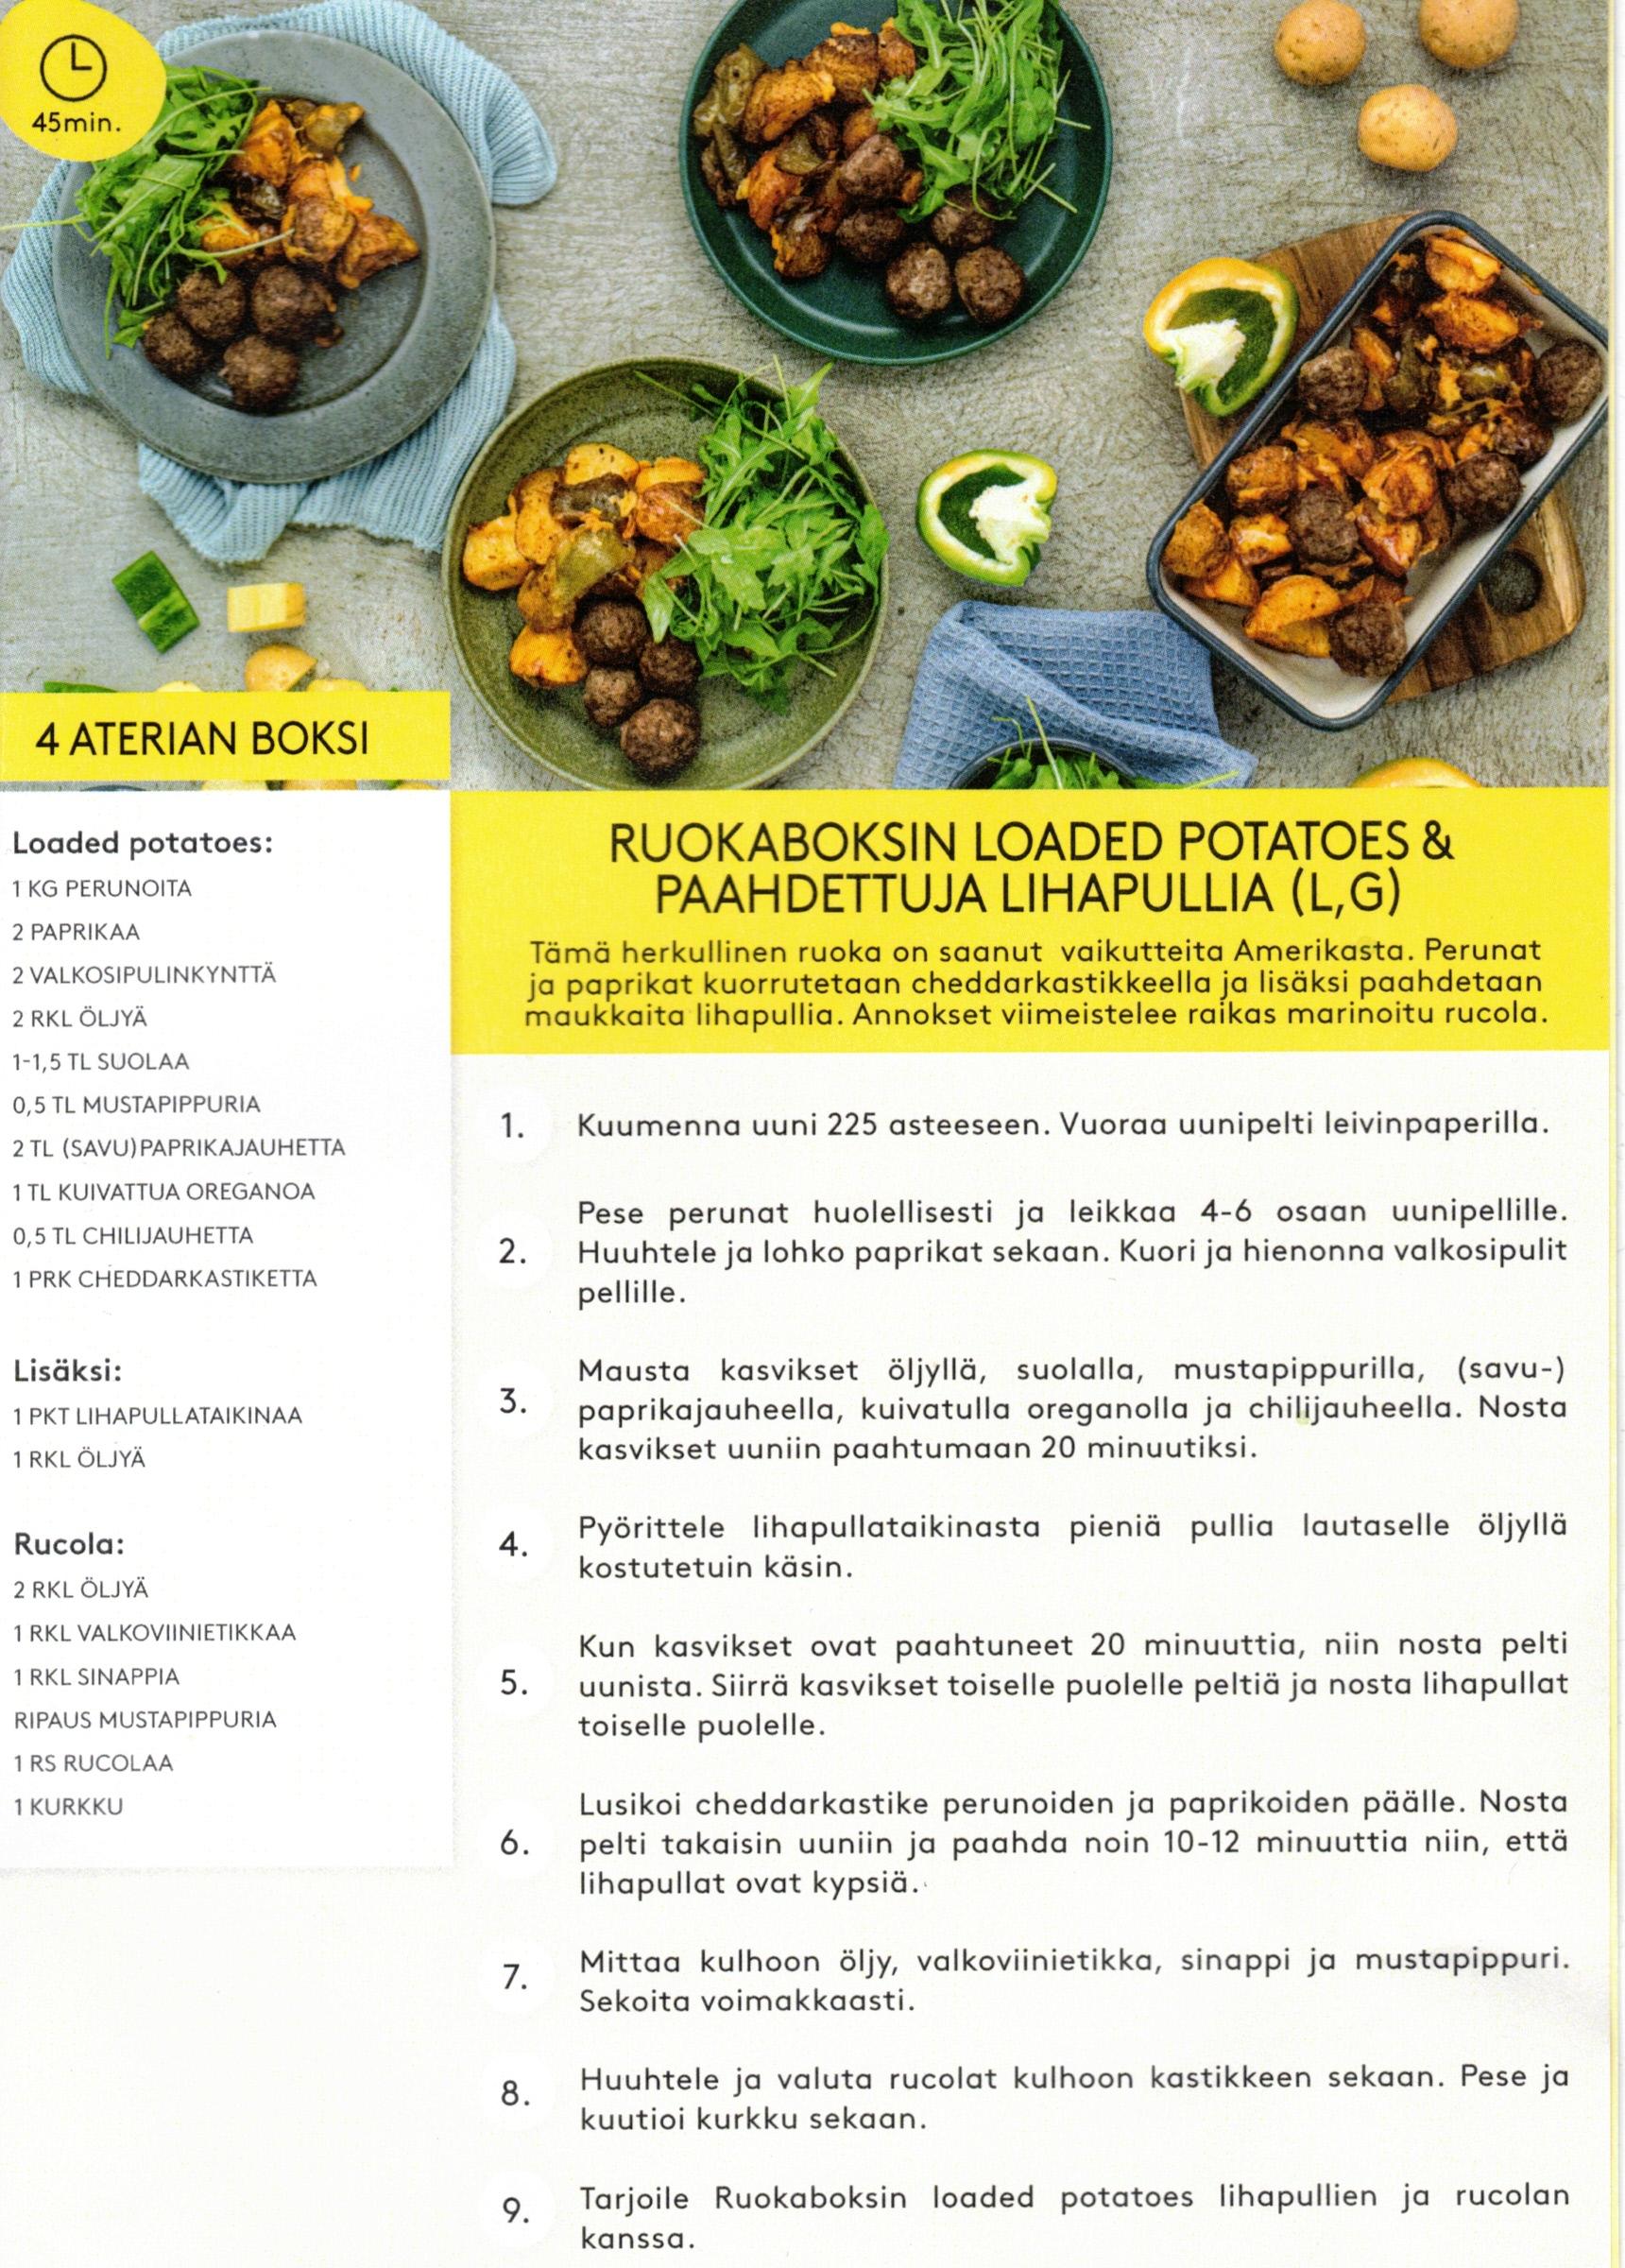 45min.
4 ATERIAN BOKSI
Loaded potatoes:
1 KG PERUNOITA
2 PAPRIKAA
2 VALKOSIPULINKYNTTÄ
2 RKL ÖLJYÄ
1-1,5 TL SUOLAA
0,5 TL MUSTAPIPPURIA
2 TL (SAVU)PAPRIKAJAUHETTA
1 TL KUIVATTUA OREGANOA
0,5 TL CHILIJAUHETTA
1 PRK CHEDDARKASTIKETTA
Lisäksi:
1 PKT LIHAPULLATAIKINAA
1 RKL ÖLJYÄ
Rucola:
2 RKL ÖLJYÄ
1 RKL VALKOVIINIETIKKAA
1 RKL SINAPPIA
RIPAUS MUSTAPIPPURIA
1 RS RUCOLAA
1 KURKKU
RUOKABOKSIN LOADED POTATOES &
PAAHDETTUJA LIHAPULLIA (L,G)
Tämä herkullinen ruoka on saanut vaikutteita Amerikasta. Perunat
ja paprikat kuorrutetaan cheddarkastikkeella ja lisäksi paahdetaan
maukkaita lihapullia. Annokset viimeistelee raikas marinoitu rucola.
1. Kuumenna uuni 225 asteeseen. Vuoraa uunipelti leivinpaperilla.
Pese perunat huolellisesti ja leikkaa 4-6 osaan uunipellille.
2. Huuhtele ja lohko paprikat sekaan. Kuori ja hienonna valkosipulit
pellille.
Mausta kasvikset öljyllä, suolalla, mustapippurilla, (savu-)
3. paprikajauheella, kuivatulla oreganolla ja chilijauheella. Nosta
kasvikset uuniin paahtumaan 20 minuutiksi.
4. Pyörittele lihapullataikinasta pieniä pullia lautaselle öljyllä
kostutetuin käsin.
Kun kasvikset ovat paahtuneet 20 minuuttia, niin nosta pelti
5. uunista. Siirrä kasvikset toiselle puolelle peltiä ja nosta lihapullat
toiselle puolelle.
Lusikoi cheddarkastike perunoiden ja paprikoiden päälle. Nosta
6. pelti takaisin uuniin ja paahda noin 10-12 minuuttia niin, että
lihapullat ovat kypsiä.
7. Mittaa kulhoon öljy, valkoviinietikka, sinappi ja mustapippuri.
Sekoita voimakkaasti.
8. Huuhtele ja valuta rucolat kulhoon kastikkeen sekaan. Pese ja
kuutioi kurkku sekaan.
9. Tarjoile Ruokaboksin loaded potatoes lihapullien ja rucolan
kanssa.